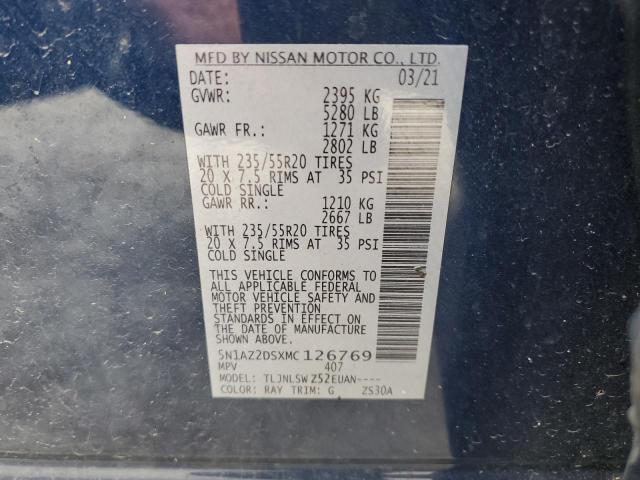 MFD BY NISSAN MOTOR CO., LTD.
DATE: 03/21
GVWR: 2395 KG
5280 LB
GAWR FR.: 1271 KG
2802 LB
WITH 235/55R20 TIRES
20 X 7.5 RIMS AT 35 PSI
COLD SINGLE
GAWR RR.: 1210 KG
2667 LB
WITH 235/55R20 TIRES
20 X 7.5 RIMS AT 35 PSI
COLD SINGLE
THIS VEHICLE CONFORMS TO
ALL APPLICABLE FEDERAL
MOTOR VEHICLE SAFETY AND
THEFT PREVENTION
STANDARDS IN EFFECT ON
THE DATE OF MANUFACTURE
SHOWN ABOVE.
5N1AZ2DSXMC126769
MPV 407
MODEL: TLJNLSW Z52EUAN----
COLOR: RAY TRIM: G ZS30A